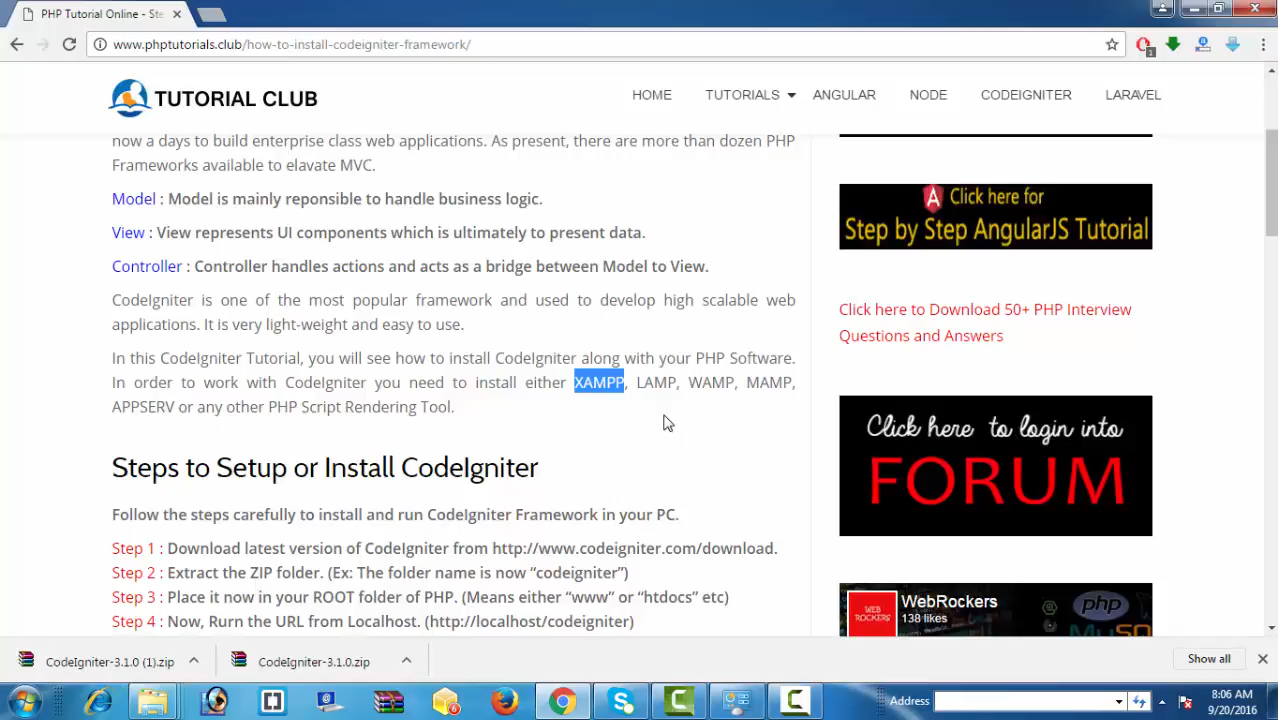 PHP Tutorial Online - Ste
www.phptutorials.club/how-to-install-codeigniter-framework/
1
TUTORIAL CLUB
HOME TUTORIALS ANGULAR NODE CODEIGNITER LARAVEL
now a days to build enterprise class web applications. As present, there are more than dozen PHP
Frameworks available to elavate MVC.
Model : Model is mainly reponsible to handle business logic.
View : View represents UI components which is ultimately to present data.
Controller : Controller handles actions and acts as a bridge between Model to View.
CodeIgniter is one of the most popular framework and used to develop high scalable web
applications. It is very light-weight and easy to use.
In this CodeIgniter Tutorial, you will see how to install CodeIgniter along with your PHP Software.
In order to work with CodeIgniter you need to install either XAMPP, LAMP, WAMP, MAMP,
APPSERV or any other PHP Script Rendering Tool.
Steps to Setup or Install CodeIgniter
Follow the steps carefully to install and run CodeIgniter Framework in your PC.
Step 1 : Download latest version of CodeIgniter from http://www.codeigniter.com/download.
Step 2 : Extract the ZIP folder. (Ex: The folder name is now “codeigniter”)
Step 3 : Place it now in your ROOT folder of PHP. (Means either “www” or “htdocs” etc)
Step 4 : Now, Rurn the URL from Localhost. (http://localhost/codeigniter)
A Click here for
Step by Step AngularJS Tutorial
Click here to Download 50+ PHP Interview
Questions and Answers
Click here to login into
FORUM
WEB
ROCKERS
WebRockers
138 likes
php
CodeIgniter-3.1.0 (1).zip
CodeIgniter-3.1.0.zip
Show all
Address
8:06 AM
9/20/2016